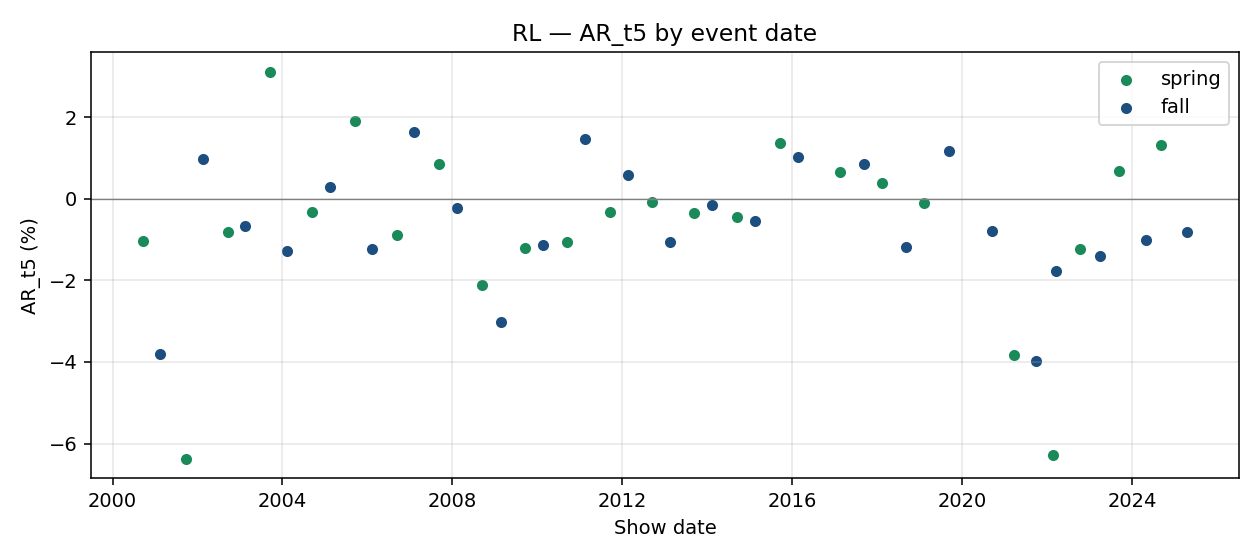 RL — AR_t5 by event date
spring
fall
AR_t5 (%)
2
0
−2
−4
−6
2000 2004 2008 2012 2016 2020 2024
Show date